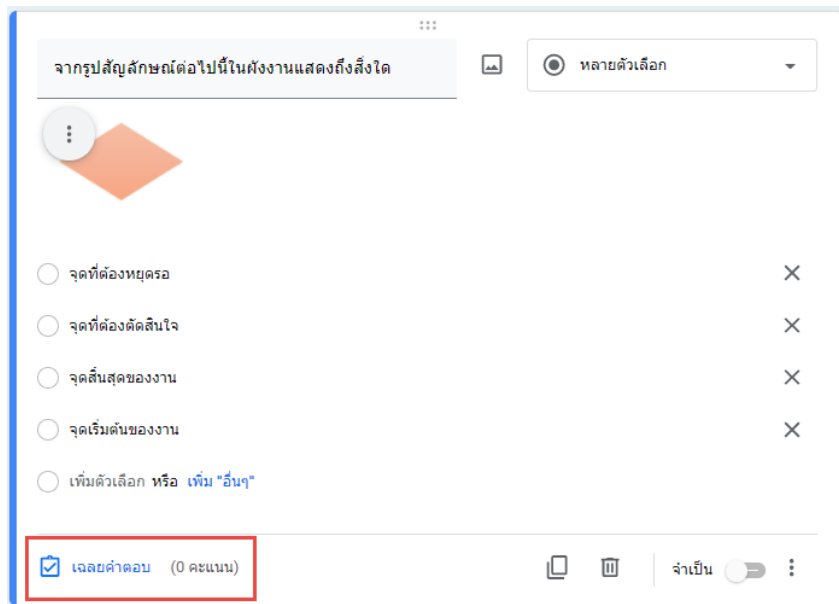 จากรูปสัญลักษณ์ต่อไปนี้ในผังงานแสดงถึงสิ่งใด
หลายตัวเลือก
จุดที่ต้องหยุดรอ
จุดที่ต้องตัดสินใจ
จุดสิ้นสุดของงาน
จุดเริ่มต้นของงาน
เพิ่มตัวเลือก หรือ เพิ่ม "อื่นๆ"
เฉลยคำตอบ (0 คะแนน) จำเป็น